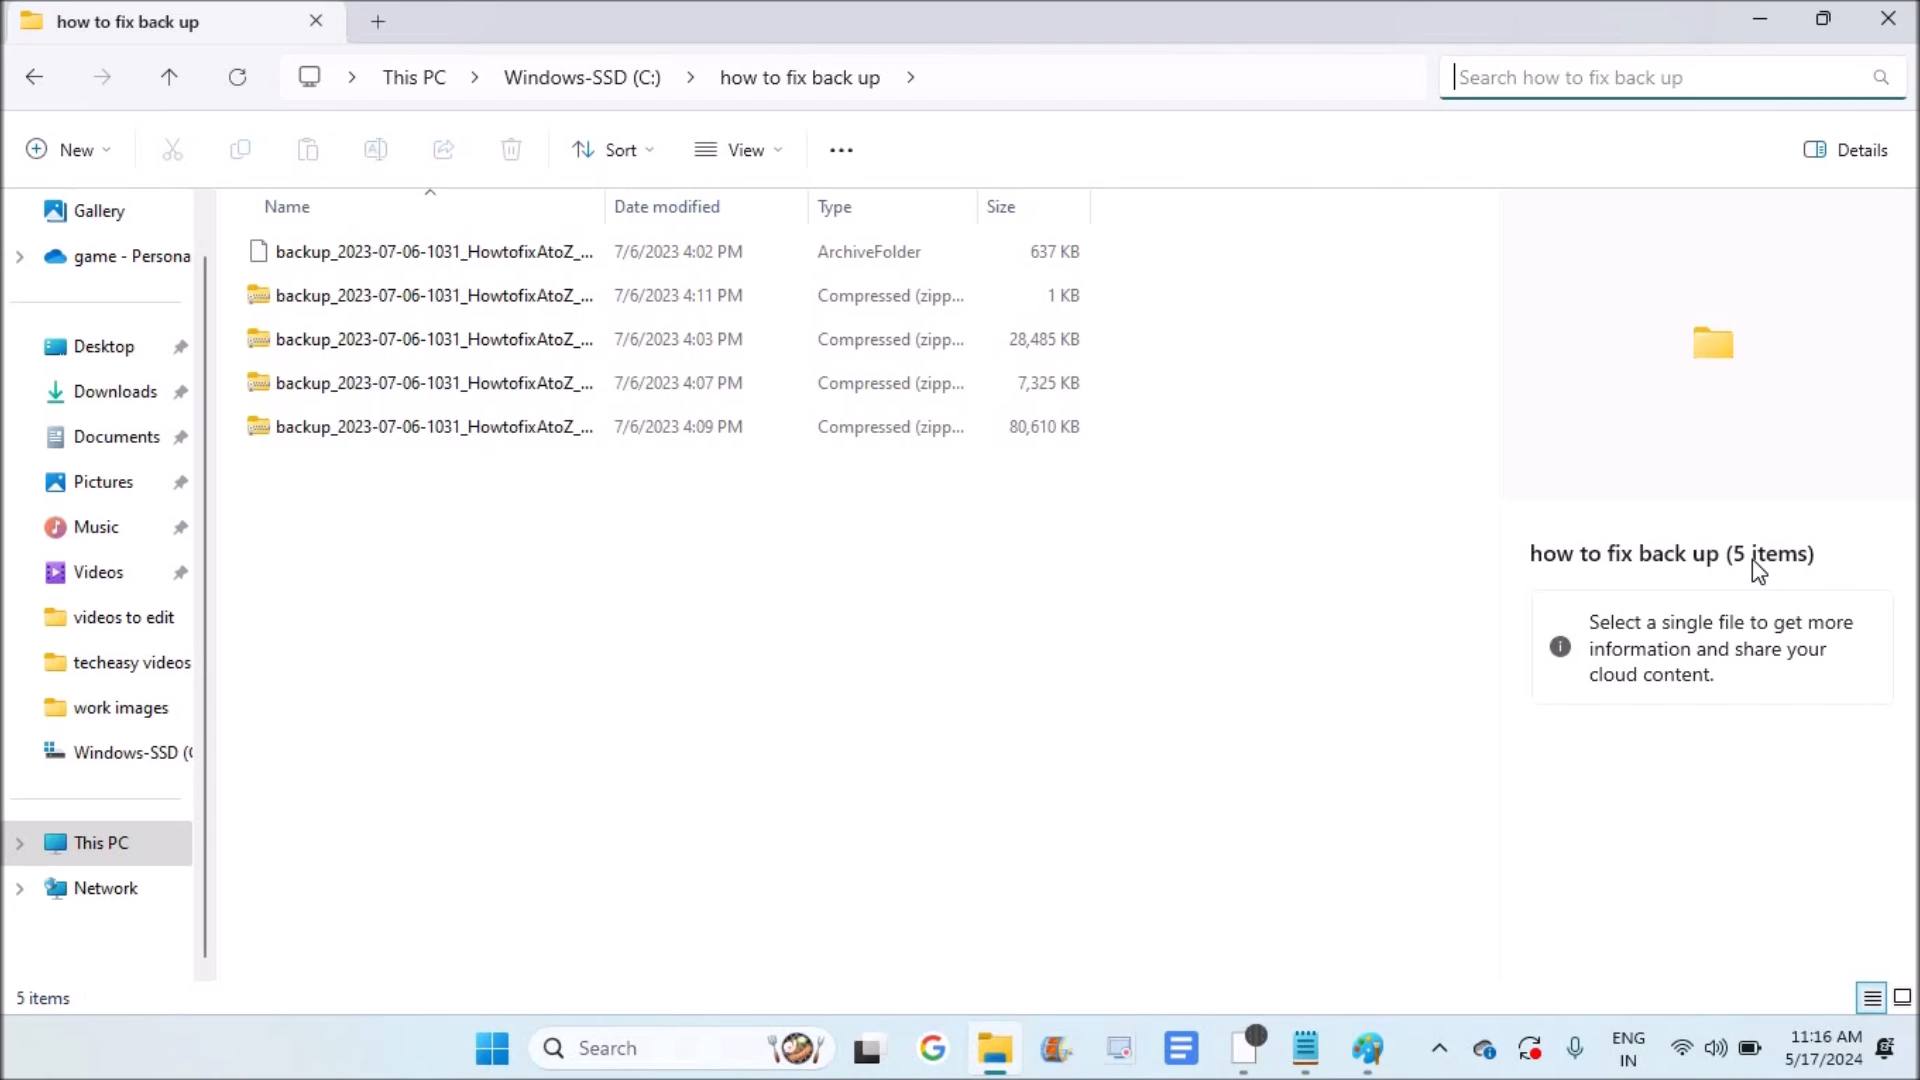 how to fix back up
This PC
Windows-SSD (C:)
how to fix back up
Search how to fix back up
New
Sort
View
Details
Gallery
game - Persona
Desktop
Downloads
Documents
Pictures
Music
Videos
videos to edit
techeasy videos
work images
Windows-SSD (C
This PC
Network
Name Date modified Type Size
backup_2023-07-06-1031_HowtofixAtoZ_... 7/6/2023 4:02 PM ArchiveFolder 637 KB
backup_2023-07-06-1031_HowtofixAtoZ_... 7/6/2023 4:11 PM Compressed (zipp... 1 KB
backup_2023-07-06-1031_HowtofixAtoZ_... 7/6/2023 4:03 PM Compressed (zipp... 28,485 KB
backup_2023-07-06-1031_HowtofixAtoZ_... 7/6/2023 4:07 PM Compressed (zipp... 7,325 KB
backup_2023-07-06-1031_HowtofixAtoZ_... 7/6/2023 4:09 PM Compressed (zipp... 80,610 KB
how to fix back up (5 items)
Select a single file to get more
information and share your
cloud content.
5 items
Search
ENG
IN
11:16 AM
5/17/2024